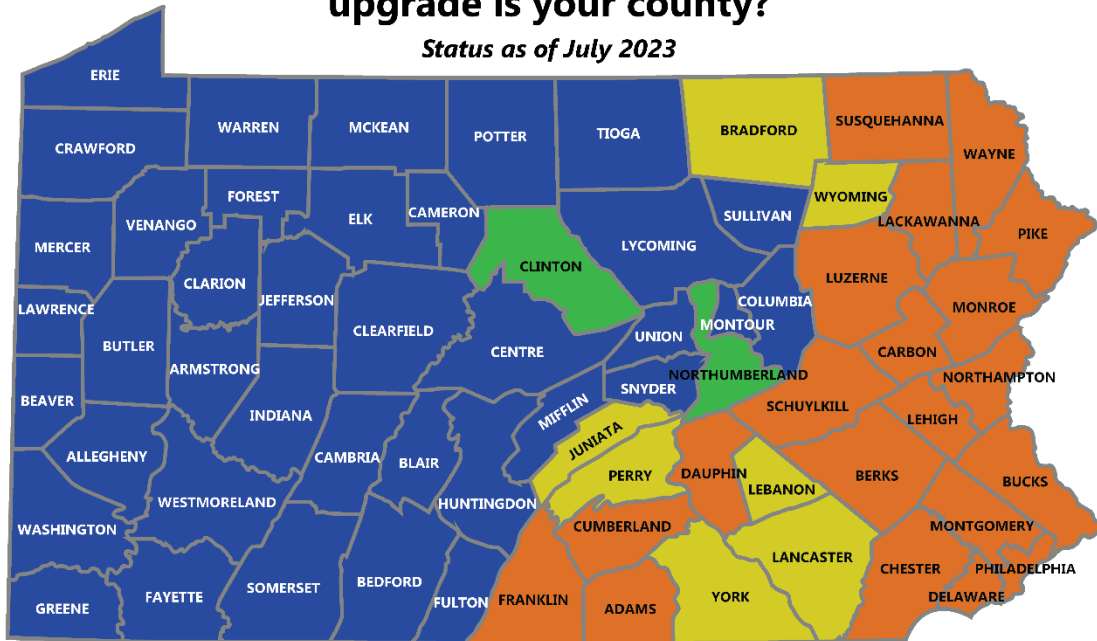 upgrade is your county?
Status as of July 2023
ERIE
WARREN
MCKEAN
POTTER
TIOGA
BRADFORD
SUSQUEHANNA
WAYNE
CRAWFORD
FOREST
ELK
CAMERON
SULLIVAN
WYOMING
LACKAWANNA
PIKE
MERCER
VENANGO
CLINTON
LYCOMING
LUZERNE
CLARION
JEFFERSON
COLUMBIA
MONROE
LAWRENCE
BUTLER
CLEARFIELD
CENTRE
UNION
MONTOUR
CARBON
ARMSTRONG
NORTHUMBERLAND
NORTHAMPTON
BEAVER
INDIANA
MIFFLIN
SNYDER
SCHUYLKILL
LEHIGH
ALLEGHENY
CAMBRIA
BLAIR
JUNIATA
PERRY
DAUPHIN
LEBANON
BERKS
BUCKS
WESTMORELAND
HUNTINGDON
WASHINGTON
CUMBERLAND
LANCASTER
MONTGOMERY
GREENE
FAYETTE
SOMERSET
BEDFORD
FULTON
FRANKLIN
ADAMS
YORK
CHESTER
PHILADELPHIA
DELAWARE